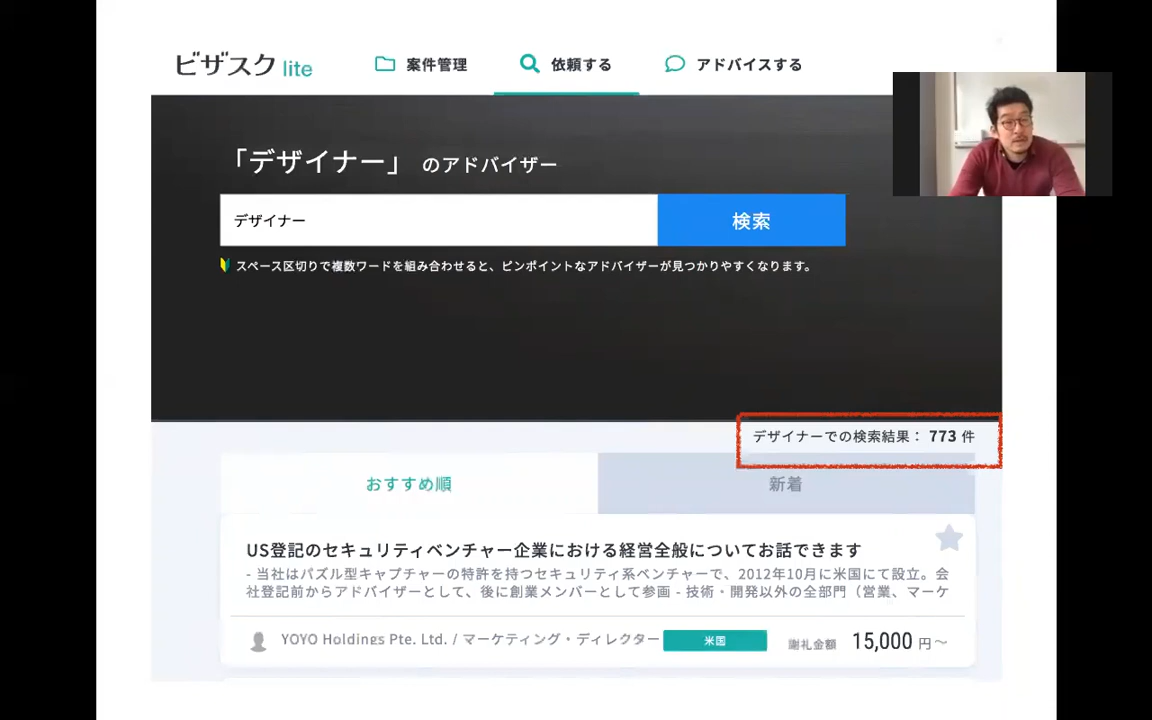 ビザスク lite
案件管理
依頼する
アドバイスする
「デザイナー」 のアドバイザー
デザイナー
検索
スペース区切りで複数ワードを組み合わせると、ピンポイントなアドバイザーが見つかりやすくなります。
デザイナーでの検索結果： 773 件
おすすめ順
新着
US登記のセキュリティベンチャー企業における経営全般についてお話できます
- 当社はパズル型キャプチャーの特許を持つセキュリティ系ベンチャーで、2012年10月に米国にて設立。会
社登記前からアドバイザーとして、後に創業メンバーとして参画 - 技術・開発以外の全部門（営業、マーケ
YOYO Holdings Pte. Ltd. / マーケティング・ディレクター
米国
謝礼金額 15,000 円〜